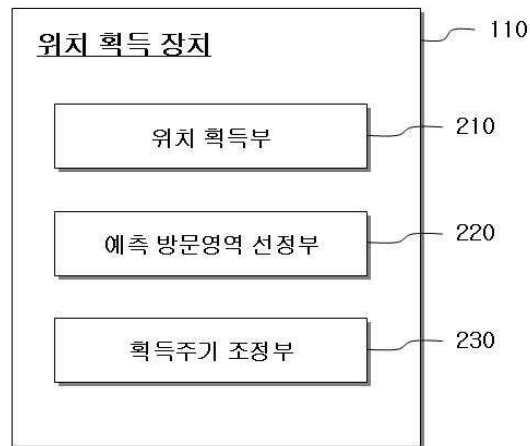 위치 획득 장치
110
위치 획득부
210
예측 방문영역 선정부
220
획득주기 조정부
230